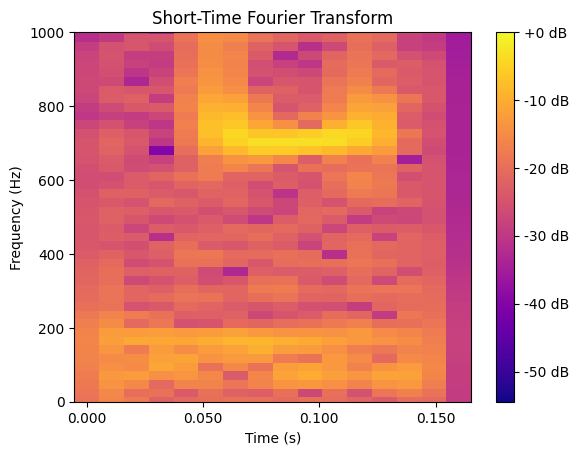 Short-Time Fourier Transform
1000
800
600
400
200
0
Frequency (Hz)
0.000
0.050
0.100
0.150
Time (s)
+0 dB
-10 dB
-20 dB
-30 dB
-40 dB
-50 dB